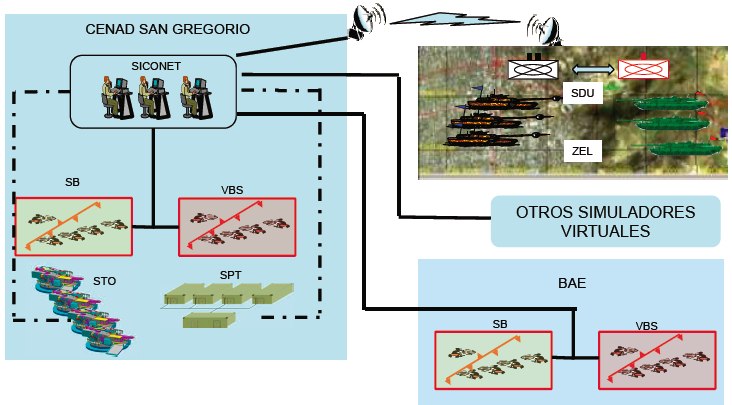 CENAD SAN GREGORIO
SICONET
SDU
ZEL
SB
VBS
OTROS SIMULADORES
VIRTUALES
STO
SPT
BAE
SB
VBS